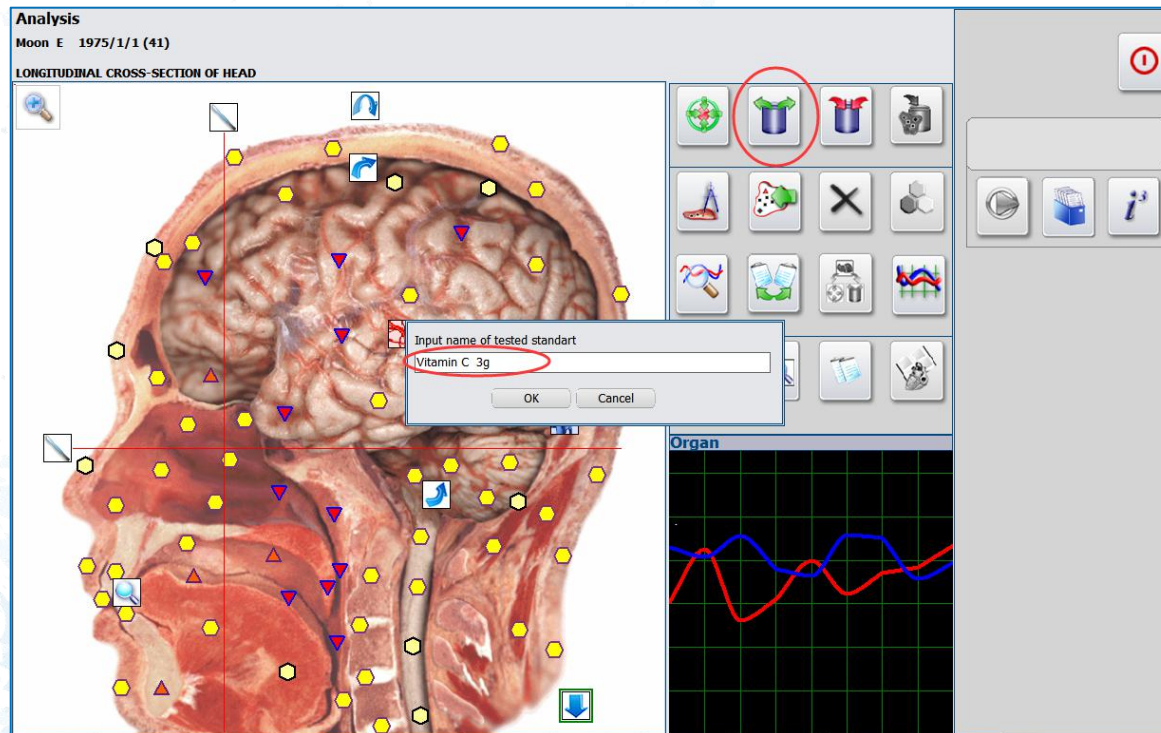 Analysis
Moon E 1975/1/1 (41)
LONGITUDINAL CROSS-SECTION OF HEAD
Input name of tested standart
Vitamin C 3g
OK Cancel
Organ